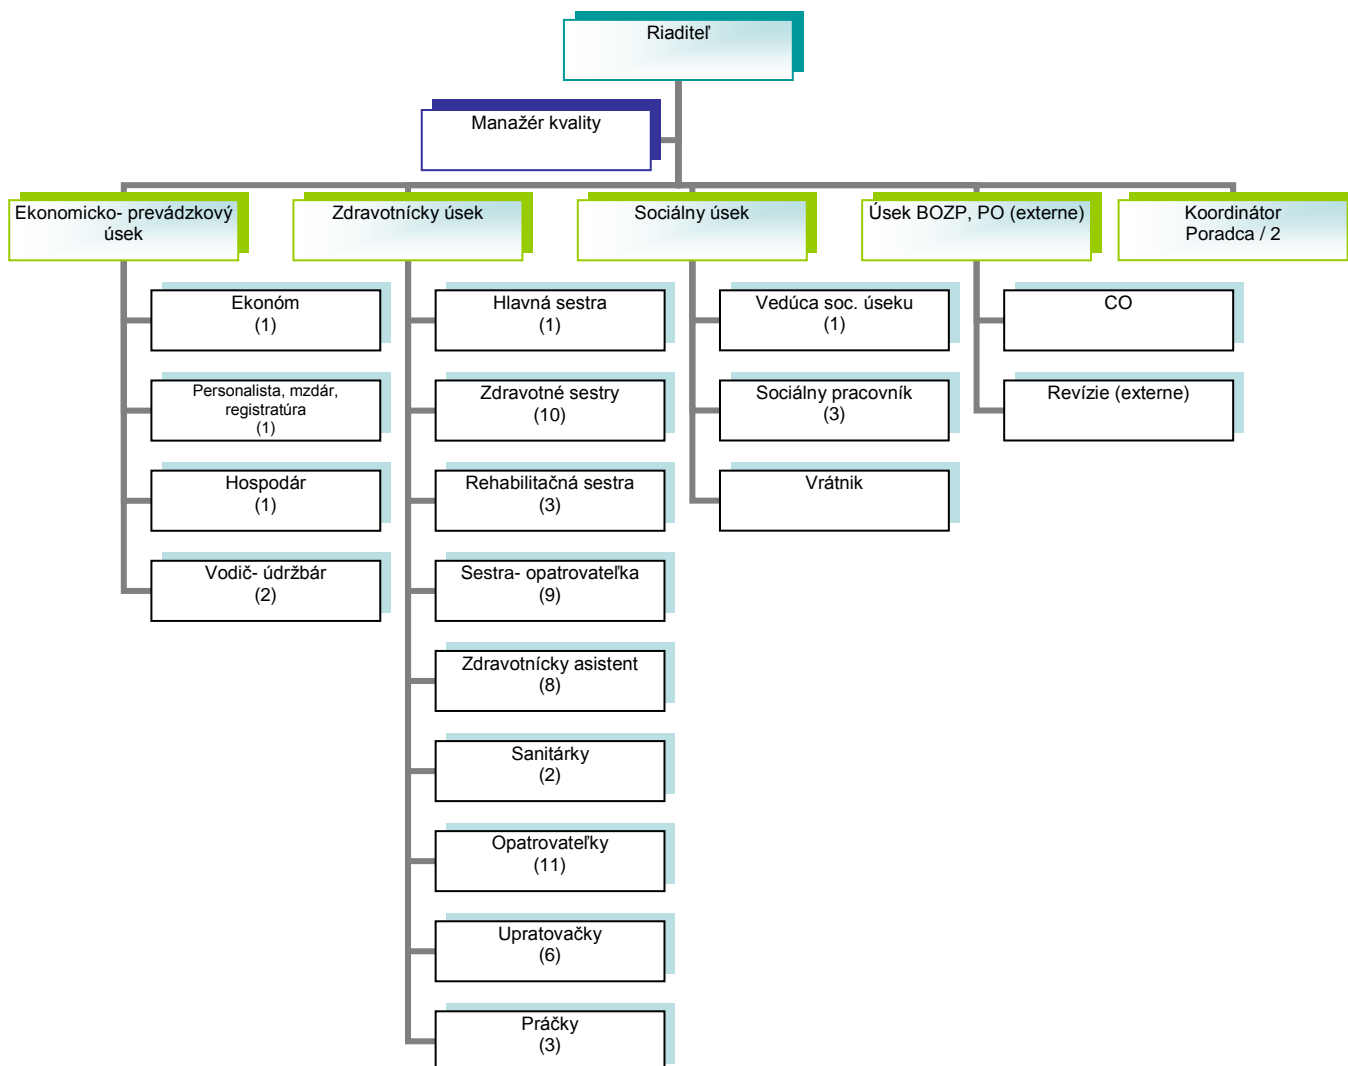 Riaditeľ
Manažér kvality
Ekonomicko- prevádzkový
úsek
Zdravotnícky úsek
Sociálny úsek
Úsek BOZP, PO (externe)
Koordinátor
Poradca / 2
Ekonóm
(1)
Personalista, mzdár,
registratúra
(1)
Hospodár
(1)
Vodič- údržbár
(2)
Hlavná sestra
(1)
Zdravotné sestry
(10)
Rehabilitačná sestra
(3)
Sestra- opatrovateľka
(9)
Zdravotnícky asistent
(8)
Sanitárky
(2)
Opatrovateľky
(11)
Upratovačky
(6)
Práčky
(3)
Vedúca soc. úseku
(1)
Sociálny pracovník
(3)
Vrátnik
CO
Revízie (externe)